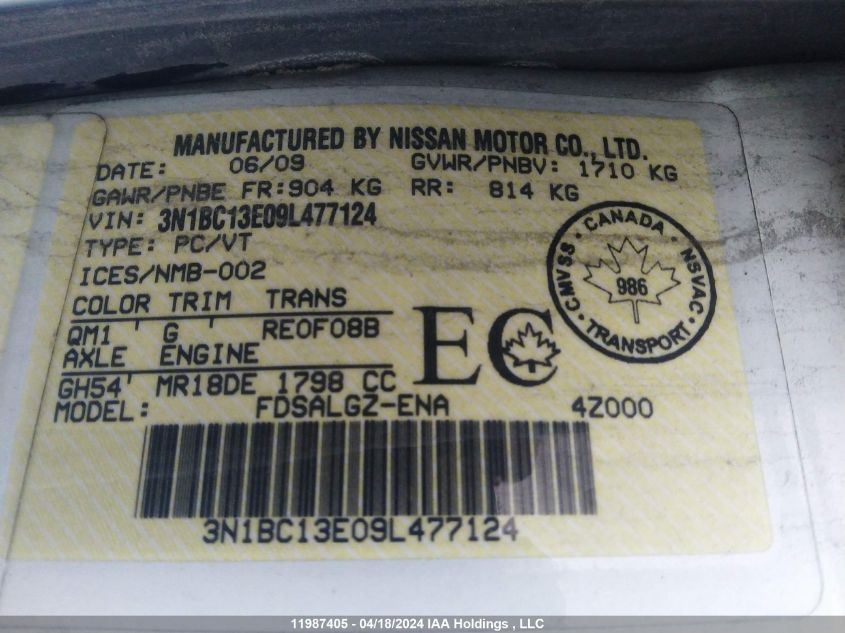 MANUFACTURED BY NISSAN MOTOR CO., LTD.
DATE: 06/09 GVWR/PNBV: 1710 KG
GAWR/PNBE FR:904 KG RR: 814 KG
VIN: 3N1BC13E09L477124
TYPE: PC/VT
ICES/NMB-002
COLOR TRIM TRANS
QM1 ' G ' RE0F08B
AXLE ENGINE
GH54' MR18DE 1798 CC
MODEL: FDSALGZ-ENA 4Z000
EC
CANADA · NSVAC · TRANSPORT · CMVSS ·
986
3N1BC13E09L477124
11987405 - 04/18/2024 IAA Holdings , LLC